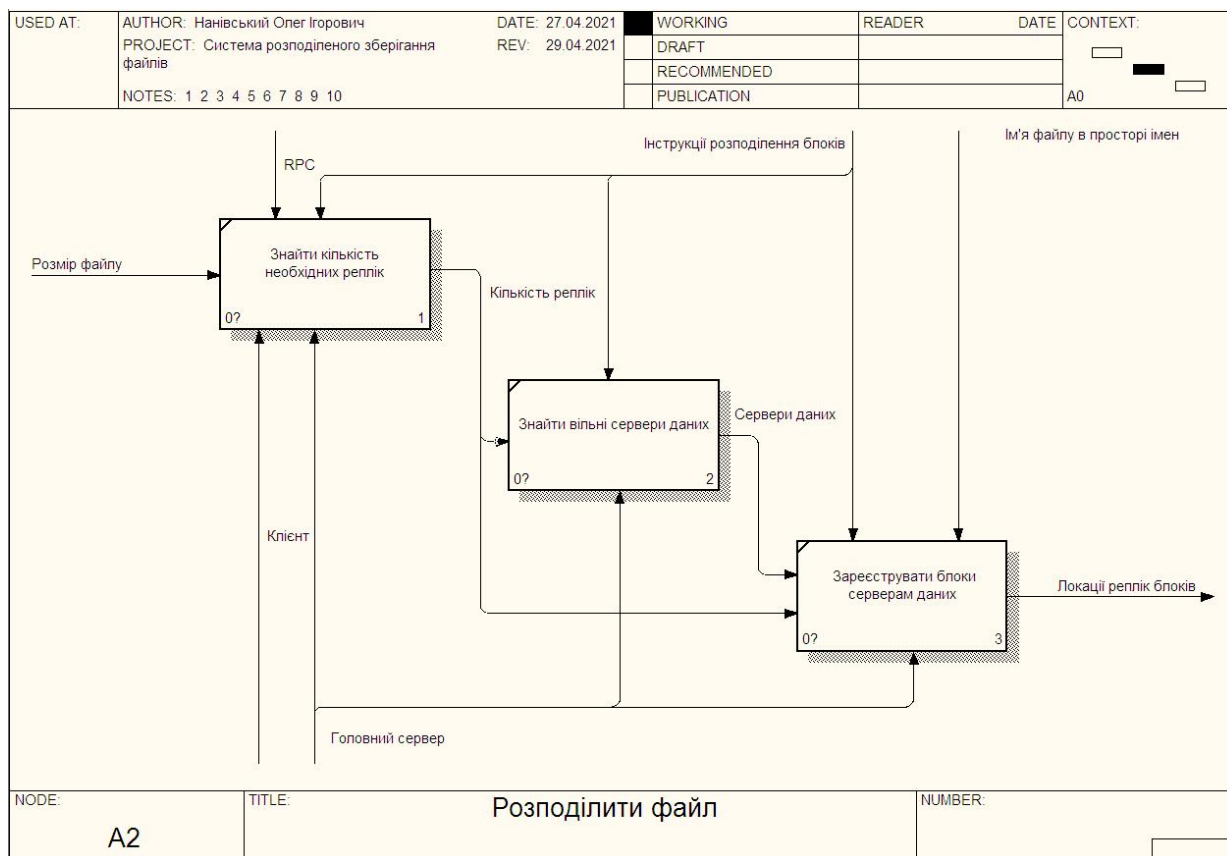 USED AT:
AUTHOR: Нанівський Олег Ігорович
DATE: 27.04.2021
WORKING
READER
DATE
CONTEXT:
PROJECT: Система розподіленого зберігання
файлів
REV: 29.04.2021
DRAFT
RECOMMENDED
NOTES: 1 2 3 4 5 6 7 8 9 10
PUBLICATION
A0
Інструкції розподілення блоків
Ім'я файлу в просторі імен
RPC
Розмір файлу
Знайти кількість
необхідних реплік
0?
1
Кількість реплік
Знайти вільні сервери даних
0?
2
Сервери даних
Клієнт
Зареєструвати блоки
серверам даних
0?
3
Локації реплік блоків
Головний сервер
NODE:
A2
TITLE:
Розподілити файл
NUMBER: